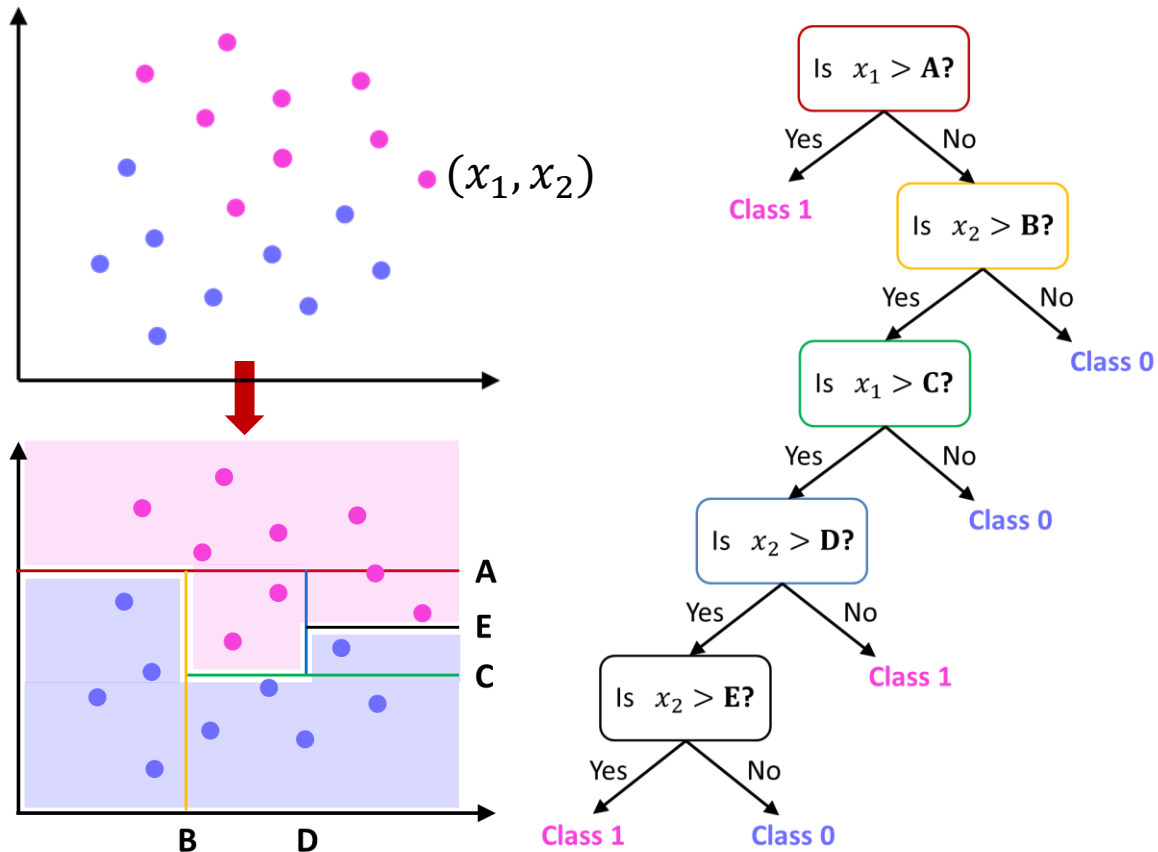 (x₁, x₂)
A
E
C
B D
Is x₁ > A?
Yes No
Class 1
Is x₂ > B?
Yes No
Class 0
Is x₁ > C?
Yes No
Class 0
Is x₂ > D?
Yes No
Class 1
Is x₂ > E?
Yes No
Class 1 Class 0